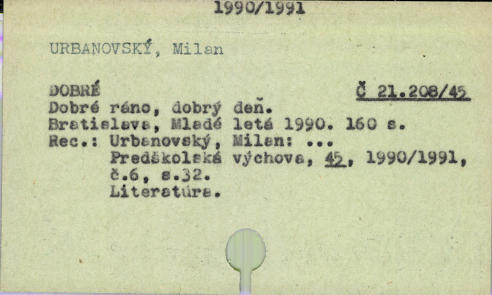 1990/1991
URBANOVSKÝ, Milan
DOBRÉ Č 21.208/45
Dobré ráno, dobrý deň.
Bratislava, Mladé letá 1990. 160 s.
Rec.: Urbanovský, Milan: ...
Predškolská výchova, 45, 1990/1991,
č.6, s.32.
Literatúra.